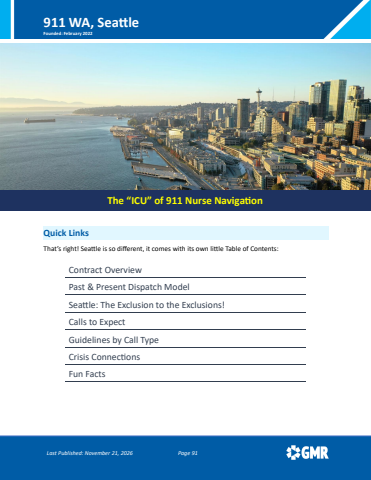 911 WA, Seattle
Founded: February 2022
The “ICU” of 911 Nurse Navigation
Quick Links
That's right! Seattle is so different, it comes with its own little Table of Contents:
Contract Overview
Past & Present Dispatch Model
Seattle: The Exclusion to the Exclusions!
Calls to Expect
Guidelines by Call Type
Crisis Connections
Fun Facts
Last Published: November 21, 2026 Page 91
GMR